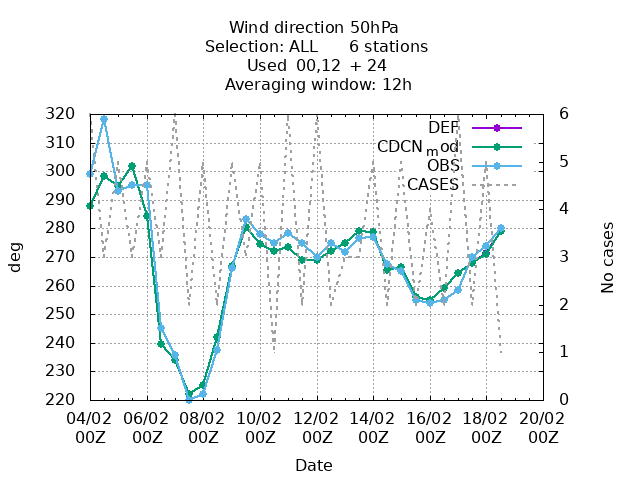 Wind direction 50hPa
Selection: ALL 6 stations
Used 00,12 + 24
Averaging window: 12h
320
310
300
290
280
270
260
250
240
230
220
deg
6
5
4
3
2
1
0
No cases
DEF
CDCN_mod
OBS
CASES
04/02 06/02 08/02 10/02 12/02 14/02 16/02 18/02 20/02
00Z 00Z 00Z 00Z 00Z 00Z 00Z 00Z 00Z
Date